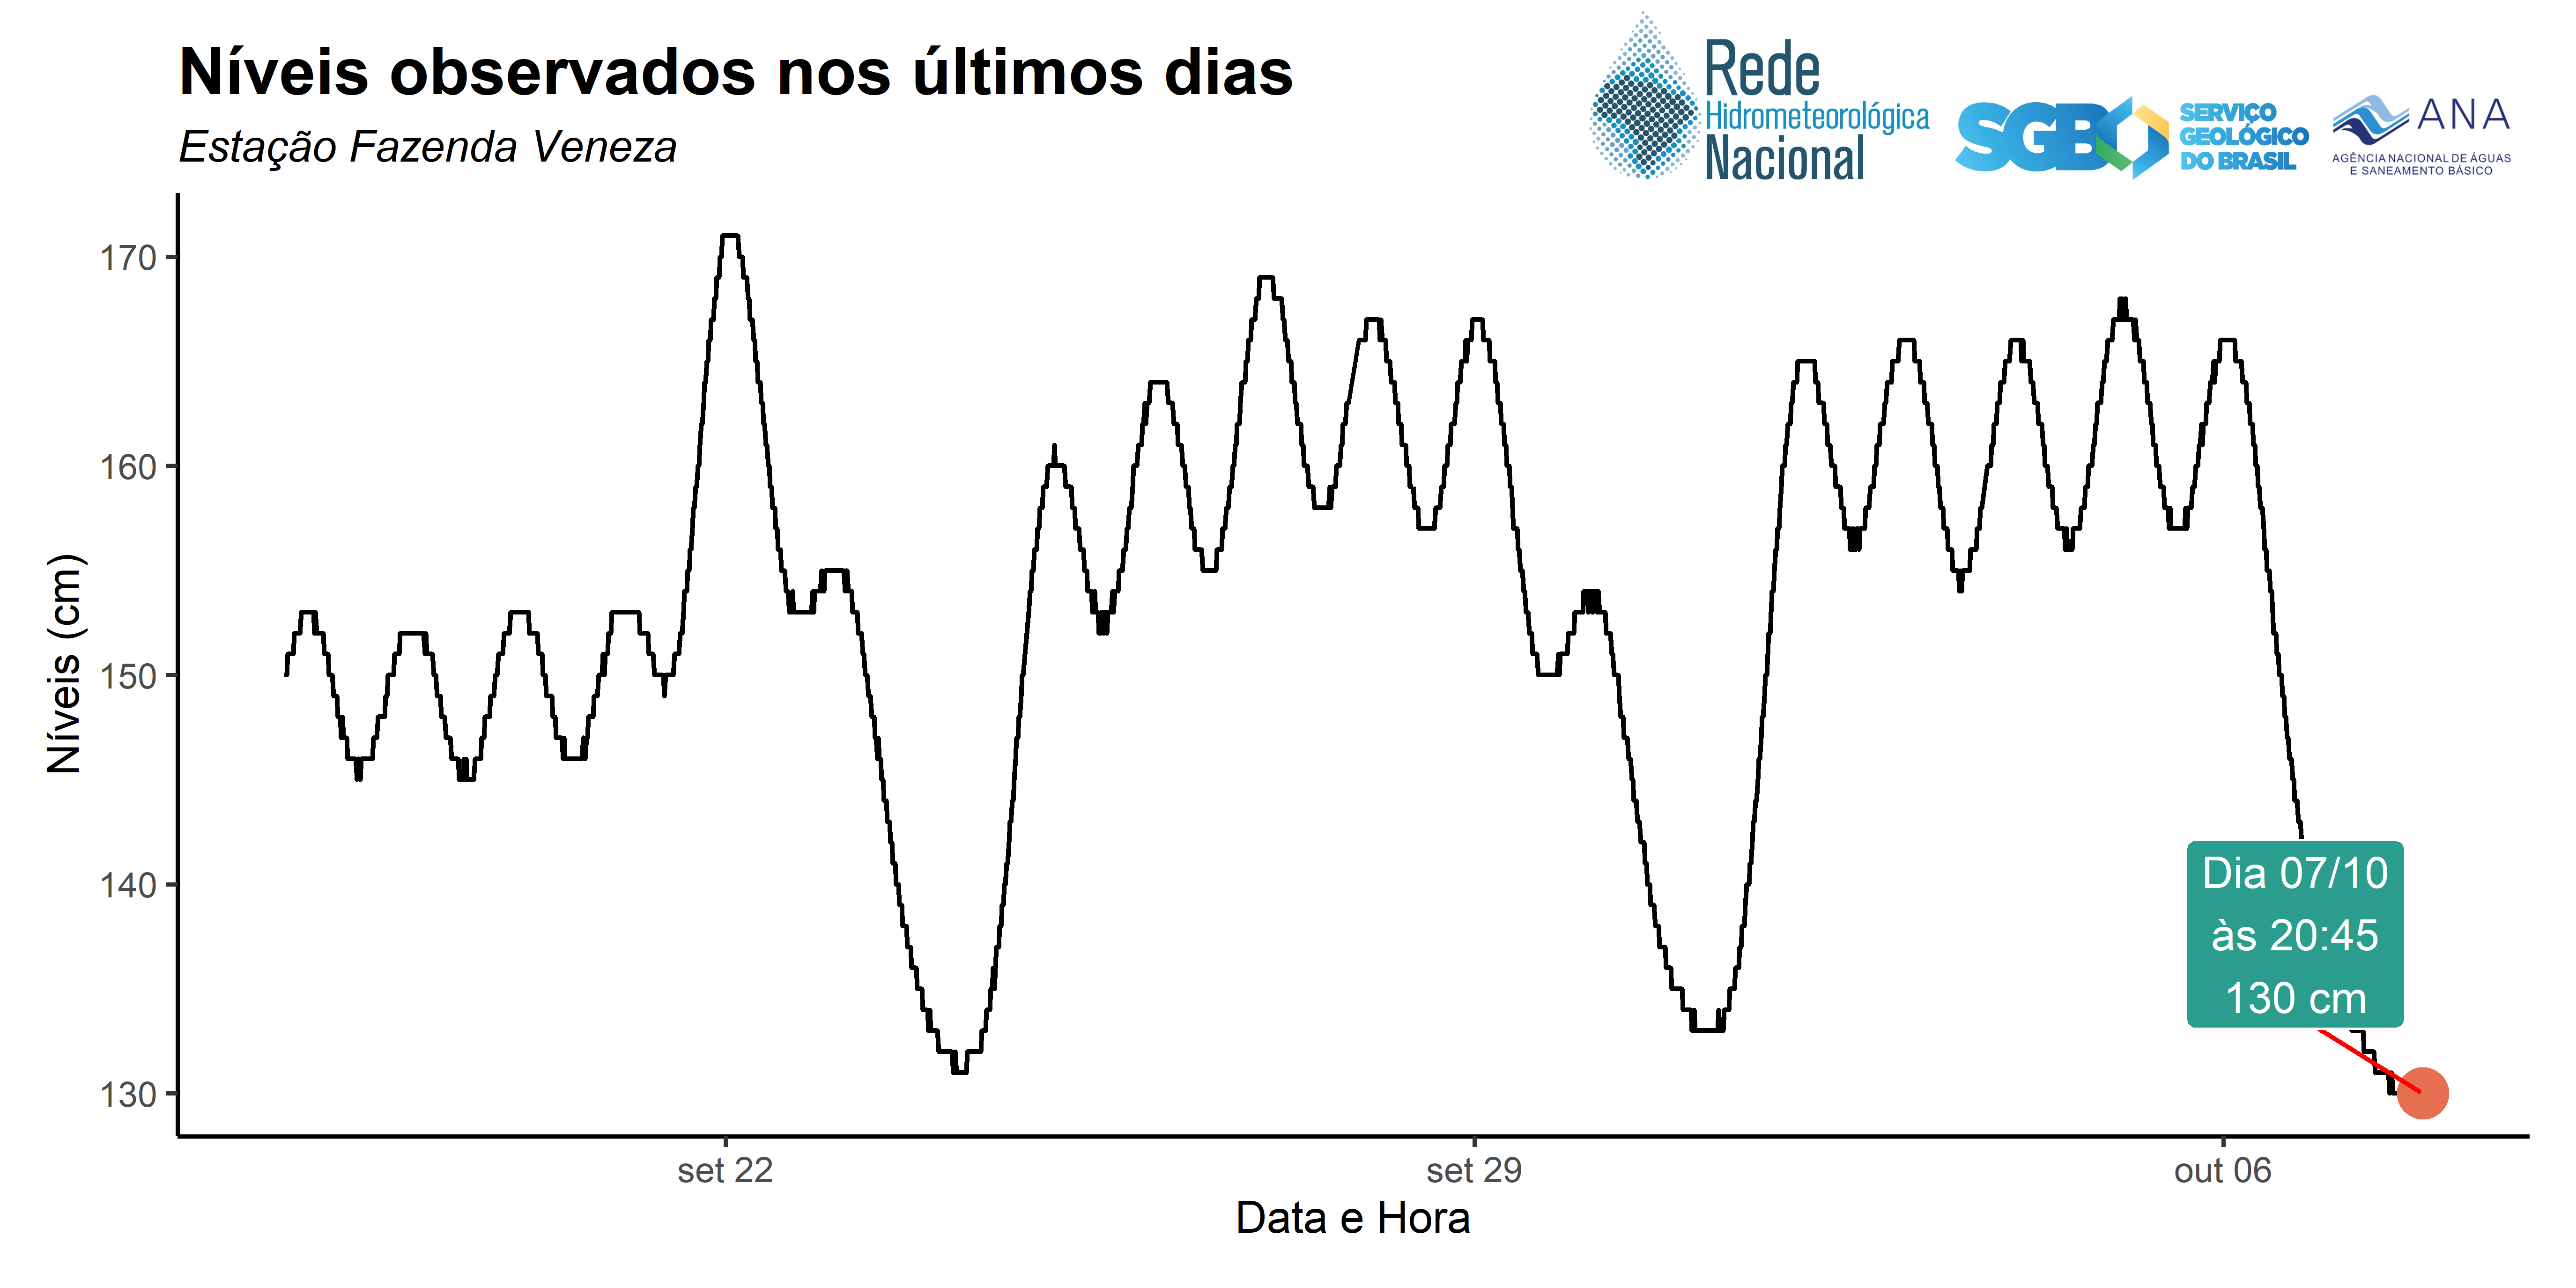 Níveis observados nos últimos dias
Estação Fazenda Veneza
Rede
Hidrometeorológica
Nacional
SGB
SERVIÇO
GEOLÓGICO
DO BRASIL
ANA
AGÊNCIA NACIONAL DE ÁGUAS
E SANEAMENTO BÁSICO
Níveis (cm)
170
160
150
140
130
Dia 07/10
às 20:45
130 cm
set 22
set 29
out 06
Data e Hora